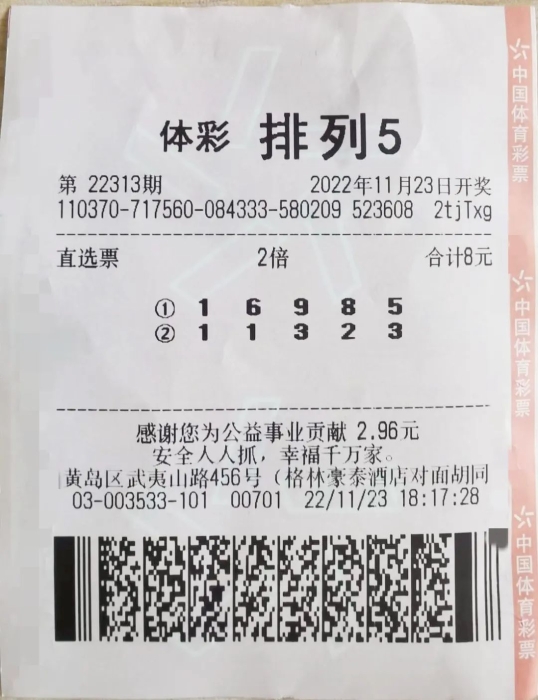 体彩 排列5
第 22313期 2022年11月23日开奖
110370-717560-084333-580209 523608 2tjTxg
直选票 2倍 合计8元
① 1 6 9 8 5
② 1 1 3 2 3
感谢您为公益事业贡献 2.96元
安全人人抓，幸福千万家。
黄岛区武夷山路456号（格林豪泰酒店对面胡同
03-003533-101 00701 22/11/23 18:17:28
中国体育彩票
中国体育彩票
中国体育彩票